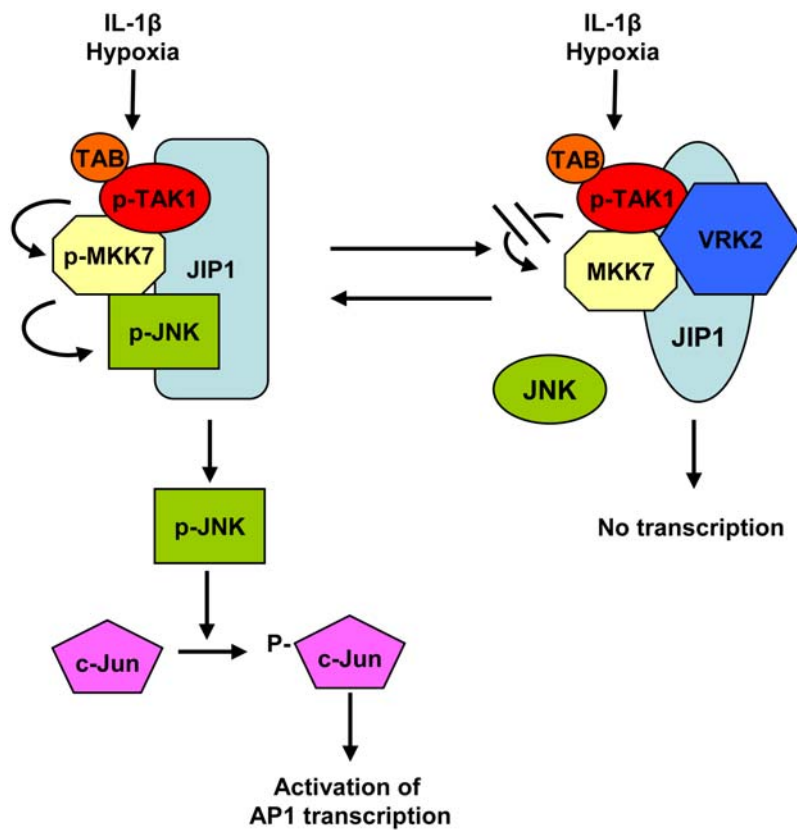 IL-1β
Hypoxia
TAB
p-TAK1
p-MKK7
JIP1
p-JNK
p-JNK
c-Jun
P-
c-Jun
Activation of
AP1 transcription
IL-1β
Hypoxia
TAB
p-TAK1
VRK2
MKK7
JIP1
JNK
No transcription